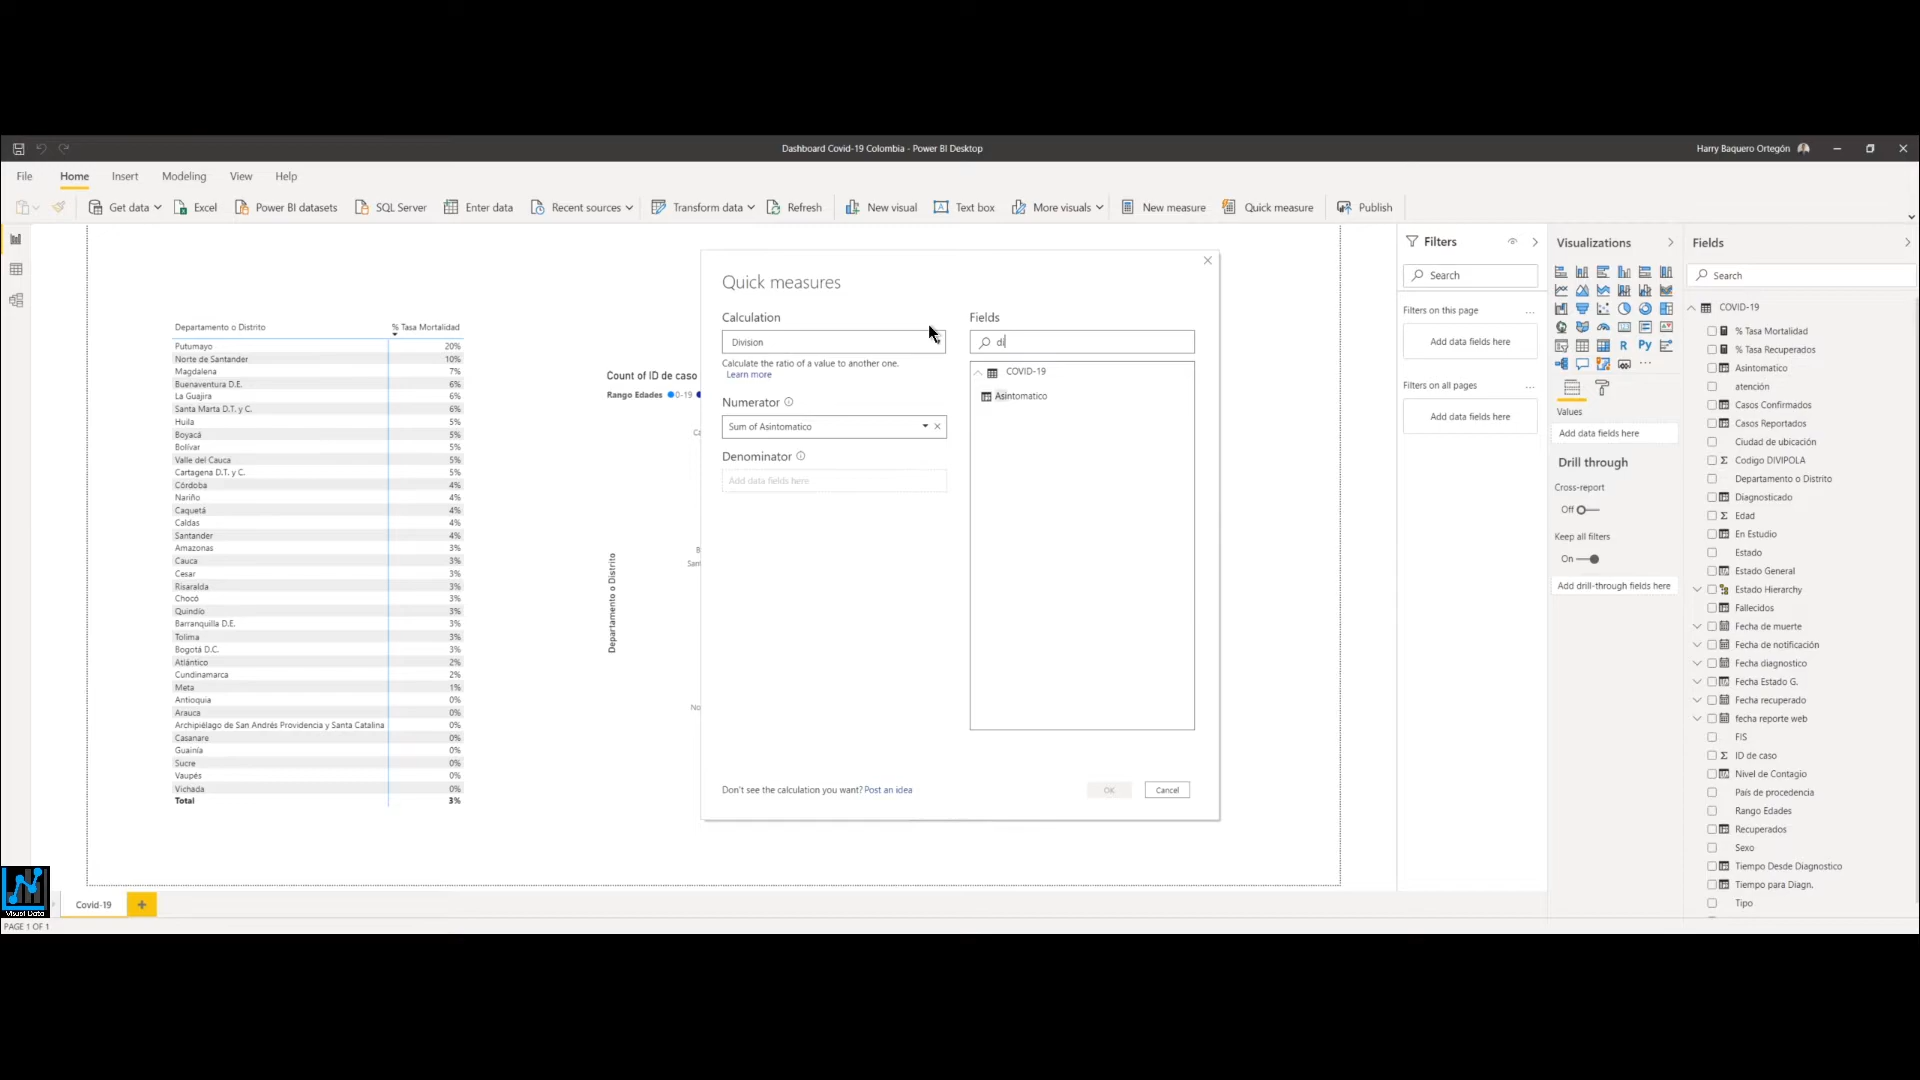 Dashboard Covid-19 Colombia - Power BI Desktop
Harry Baquero Ortegón
File Home Insert Modeling View Help
Get data Excel Power BI datasets SQL Server Enter data Recent sources Transform data Refresh New visual Text box More visuals New measure Quick measure Publish
Departamento o Distrito % Tasa Mortalidad
Putumayo 20%
Norte de Santander 10%
Magdalena 7%
Buenaventura D.E. 6%
La Guajira 6%
Santa Marta D.T. y C. 6%
Huila 5%
Boyacá 5%
Bolívar 5%
Valle del Cauca 5%
Cartagena D.T. y C. 5%
Córdoba 4%
Nariño 4%
Caquetá 4%
Caldas 4%
Santander 4%
Amazonas 3%
Cauca 3%
Cesar 3%
Risaralda 3%
Chocó 3%
Quindío 3%
Barranquilla D.E. 3%
Tolima 3%
Bogotá D.C. 3%
Atlántico 2%
Cundinamarca 2%
Meta 1%
Antioquia 0%
Arauca 0%
Archipiélago de San Andrés Providencia y Santa Catalina 0%
Casanare 0%
Guainía 0%
Sucre 0%
Vaupés 0%
Vichada 0%
Total 3%
Count of ID de caso
Rango Edades 0-19
Departamento o Distrito
Ca
B
Sant
No
Quick measures
Calculation
Division
Calculate the ratio of a value to another one.
Learn more
Numerator
Sum of Asintomatico
Denominator
Add data fields here
Fields
di
COVID-19
Asintomatico
Don't see the calculation you want? Post an idea
OK Cancel
Filters
Search
Filters on this page
Add data fields here
Filters on all pages
Add data fields here
Visualizations
R Py
Values
Add data fields here
Drill through
Cross-report
Off
Keep all filters
On
Add drill-through fields here
Fields
Search
COVID-19
% Tasa Mortalidad
% Tasa Recuperados
Asintomatico
atención
Casos Confirmados
Casos Reportados
Ciudad de ubicación
Codigo DIVIPOLA
Departamento o Distrito
Diagnosticado
Edad
En Estudio
Estado
Estado General
Estado Hierarchy
Fallecidos
Fecha de muerte
Fecha de notificación
Fecha diagnostico
Fecha Estado G.
Fecha recuperado
fecha reporte web
FIS
ID de caso
Nivel de Contagio
País de procedencia
Rango Edades
Recuperados
Sexo
Tiempo Desde Diagnostico
Tiempo para Diagn.
Tipo
Visual Data
Covid-19
PAGE 1 OF 1